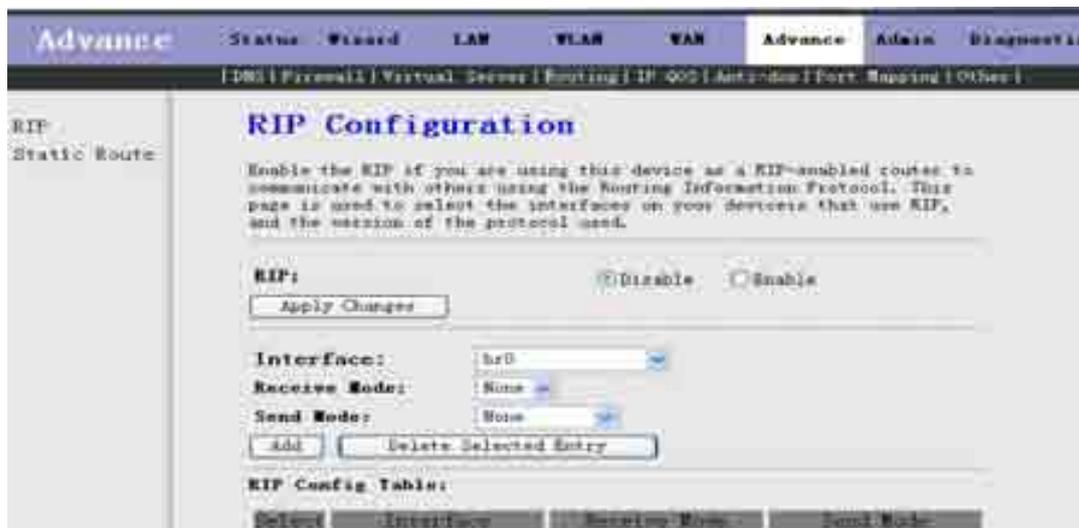 Advance
Status Wizard LAN WLAN WAN Advance Admin Diagnostic
| DNS | Firewall | Virtual Server | Routing | IP QOS | Anti-dos | Port Mapping | Other |
RIP
Static Route
RIP Configuration
Enable the RIP if you are using this device as a RIP-enabled router to
communicate with others using the Routing Information Protocol. This
page is used to select the interfaces on your deviceis that use RIP,
and the version of the protocol used.
RIP: Disable Enable
Apply Changes
Interface: br0
Receive Mode: None
Send Mode: None
Add Delete Selected Entry
RIP Config Table:
Select Interface Receive Mode Send Mode